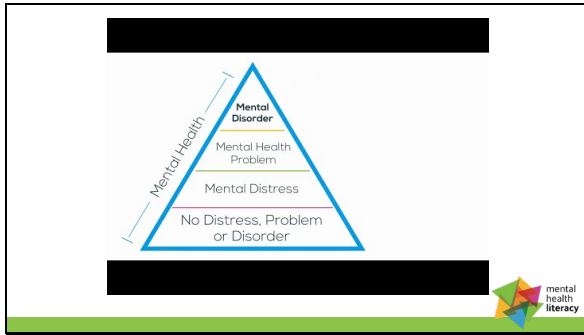 Mental
Disorder
Mental Health
Problem
Mental Distress
No Distress, Problem
or Disorder
Mental Health
mental
health
literacy